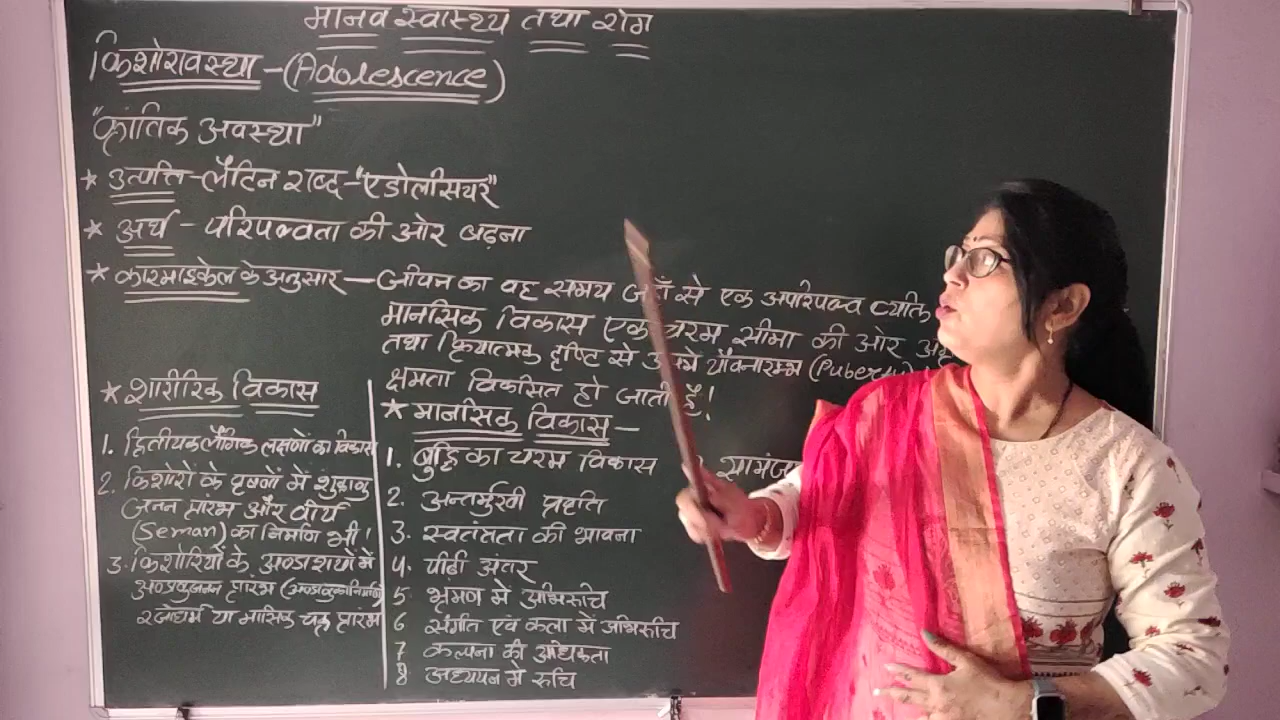 मानव स्वास्थ्य तथा रोग
किशोरावस्था - (Adolescence)
"क्रांतिक अवस्था"
* उत्पत्ति - लैटिन शब्द - "एडोलीसियर"
* अर्थ - परिपक्वता की ओर बढ़ना
* कारमाइकेल के अनुसार — जीवन का वह समय जहाँ से एक अपरिपक्व व्यक्ति
मानसिक विकास एक चरम सीमा की ओर
तथा क्रियात्मक दृष्टि से उसमे यौवनारम्भ
क्षमता विकसित हो जाती है!
* शारीरिक विकास
1. द्वितीयक लैंगिक लक्षणों का विकास
2. किशोरों के वृषणों में शुक्राणु
जनन प्रारंभ और वीर्य
(Seman) का निर्माण भी!
3. किशोरियों के अण्डाशयों में
अण्डजनन प्रारंभ
रजोधर्म या मासिक चक्र प्रारंभ
* मानसिक विकास -
1. बुद्धि का चरम विकास
2. अन्तर्मुखी प्रवृति
3. स्वतंत्रता की भावना
4. पीढ़ी अंतर
5 भ्रमण में अभिरूचि
6 संगीत एवं कला में अभिरूचि
7 कल्पना की अधिकता
8 अध्ययन में रूचि